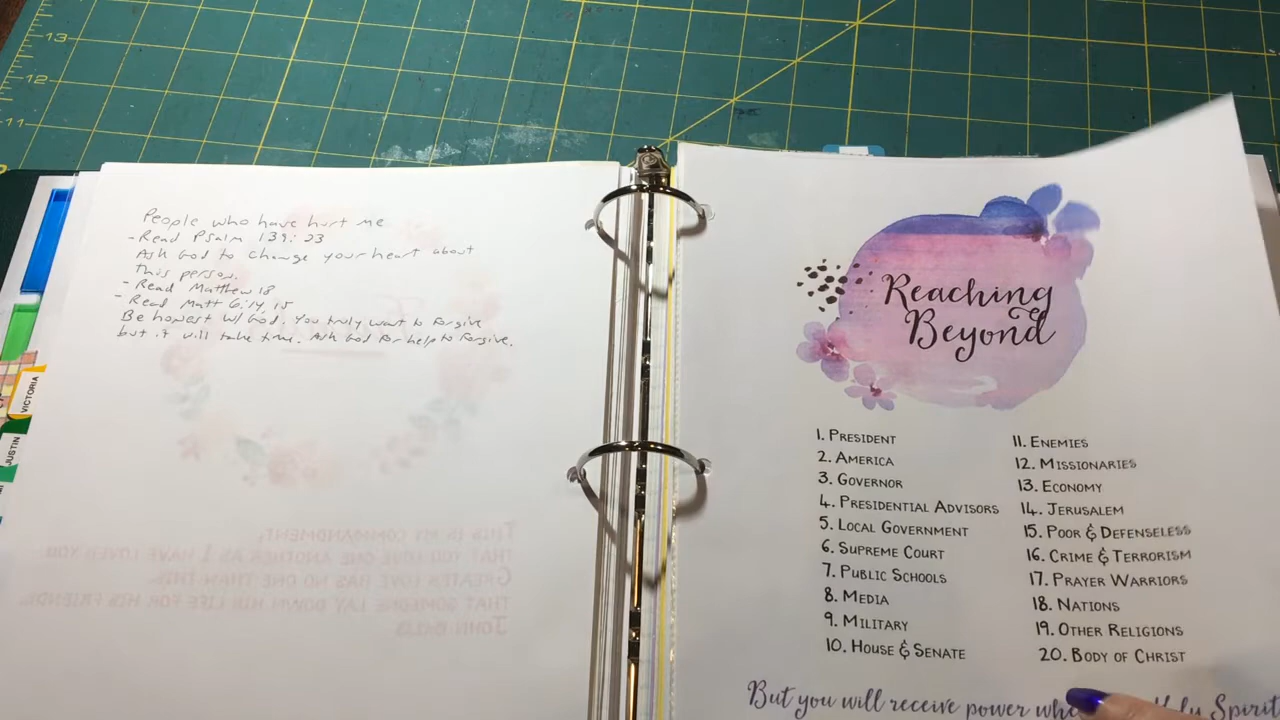 13
12
11
People who have hurt me
- Read Psalm 139:23
Ask God to change your heart about
this person.
- Read Matthew 18
- Read Matt 6:14, 15
Be honest w/ God. You truly want to forgive
but it will take time. Ask God for help to forgive.
VICTORIA
JUSTIN
This is my commandment,
that you love one another as I have loved you
Greater love has no one than this,
that someone lay down his life for his friends.
John
Reaching
Beyond
1. President
2. America
3. Governor
4. Presidential Advisors
5. Local Government
6. Supreme Court
7. Public Schools
8. Media
9. Military
10. House & Senate
11. Enemies
12. Missionaries
13. Economy
14. Jerusalem
15. Poor & Defenseless
16. Crime & Terrorism
17. Prayer Warriors
18. Nations
19. Other Religions
20. Body of Christ
But you will receive power Spirit